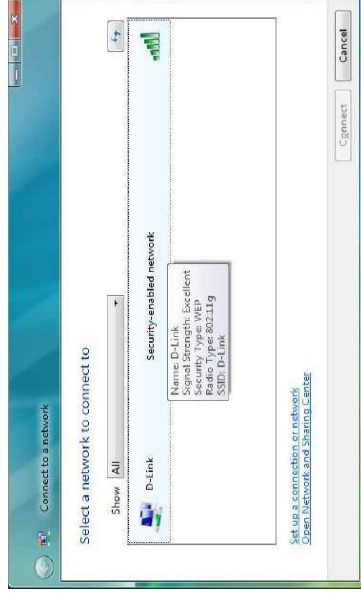 Connect to a network
Select a network to connect to
Show All
D-Link Security-enabled network
Name: D-Link
Signal Strength: Excellent
Security Type: WEP
Radio Type: 802.11g
SSID: D-Link
Set up a connection or network
Open Network and Sharing Center
Connect Cancel